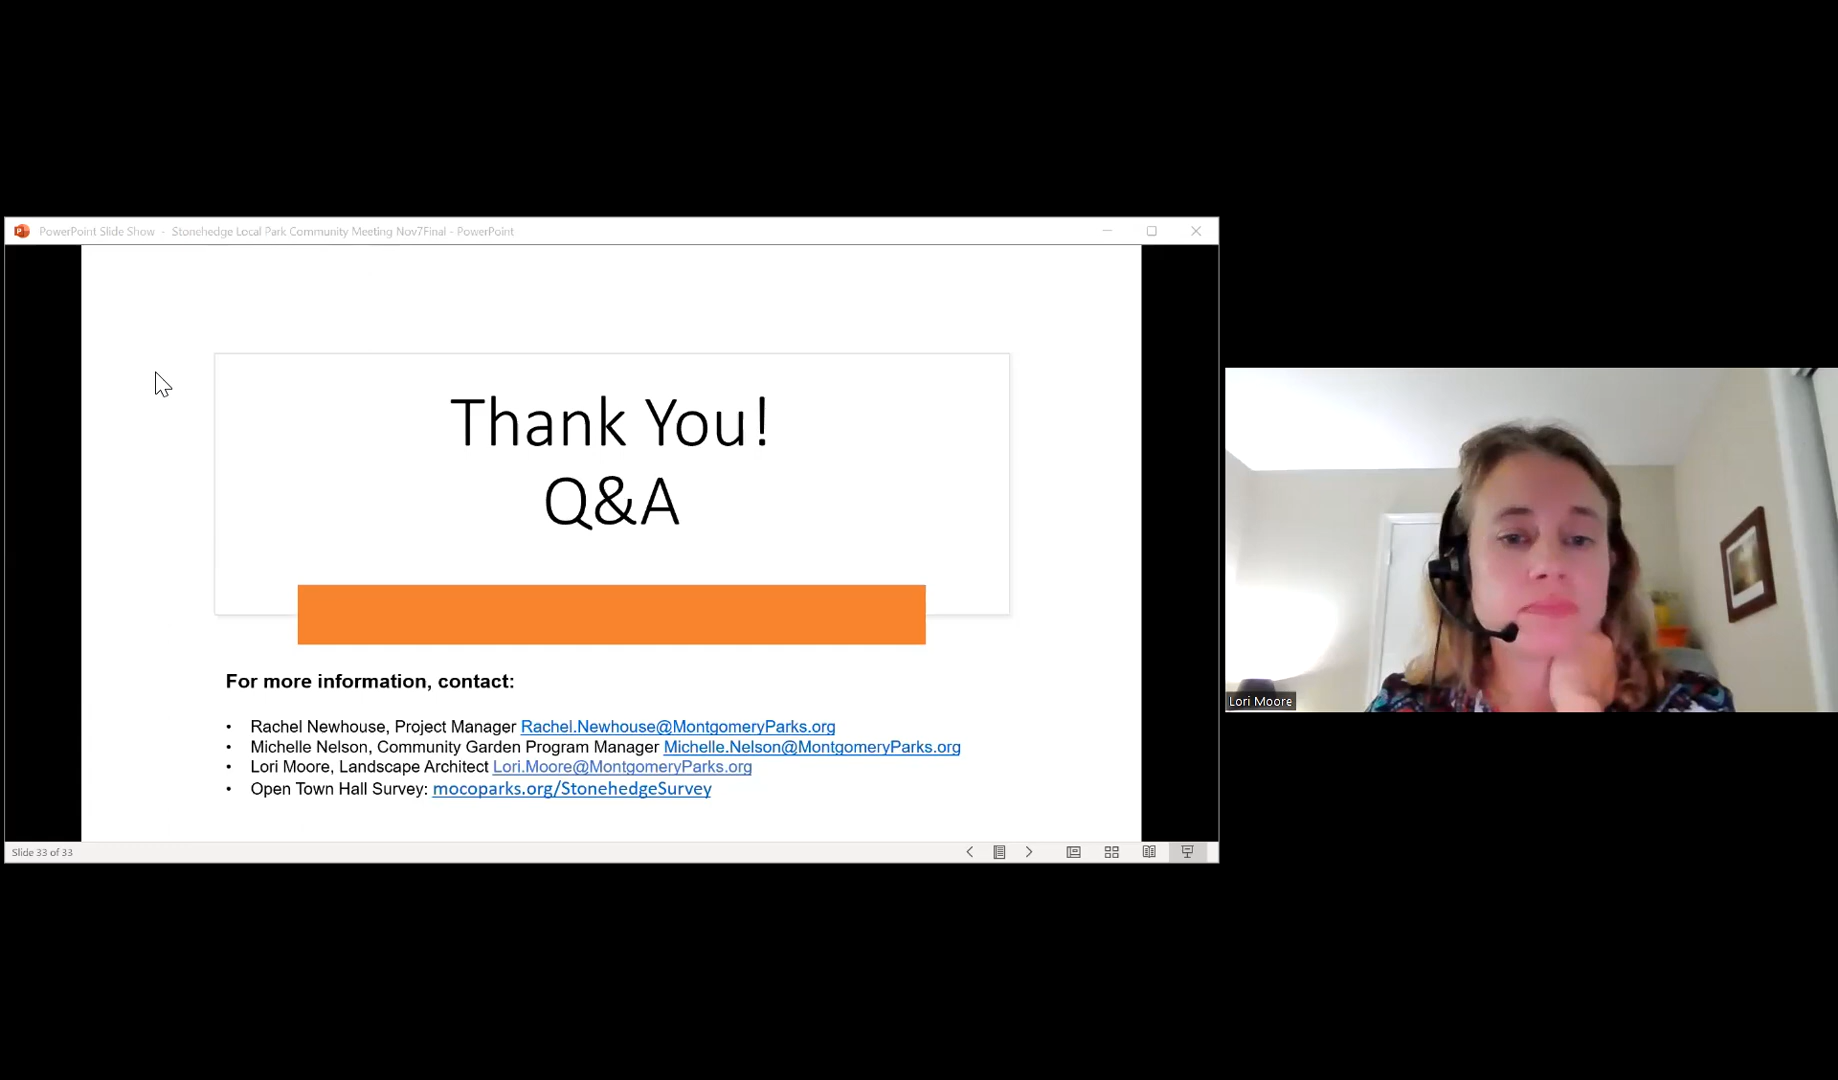 PowerPoint Slide Show - Stonehedge Local Park Community Meeting Nov7Final - PowerPoint
Thank You!
Q&A
For more information, contact:
• Rachel Newhouse, Project Manager Rachel.Newhouse@MontgomeryParks.org
• Michelle Nelson, Community Garden Program Manager Michelle.Nelson@MontgomeryParks.org
• Lori Moore, Landscape Architect Lori.Moore@MontgomeryParks.org
• Open Town Hall Survey: mocoparks.org/StonehedgeSurvey
Slide 33 of 33
Lori Moore